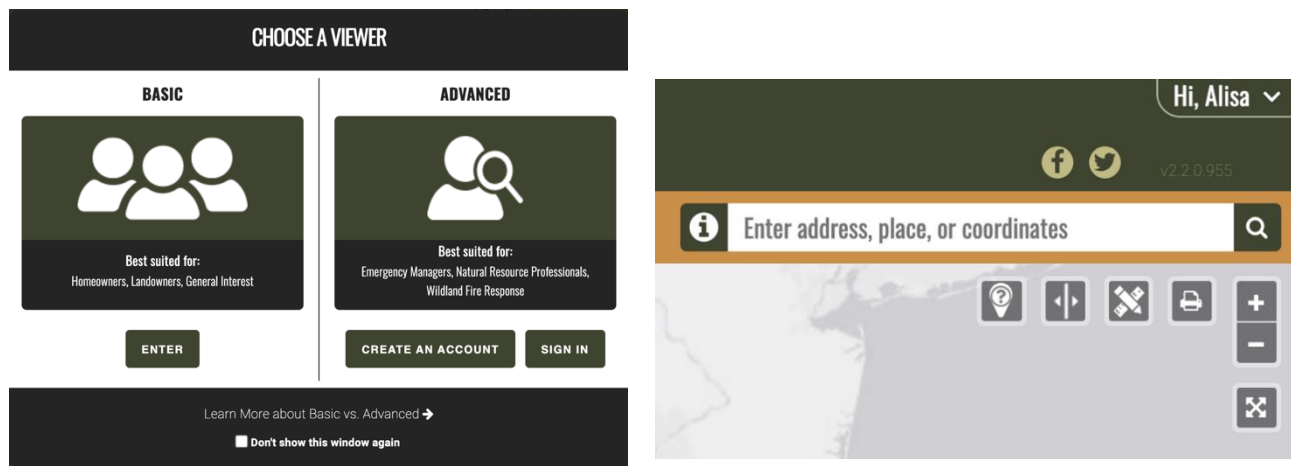 CHOOSE A VIEWER
BASIC
Best suited for:
Homeowners, Landowners, General Interest
ENTER
ADVANCED
Best suited for:
Emergency Managers, Natural Resource Professionals,
Wildland Fire Response
CREATE AN ACCOUNT
SIGN IN
Learn More about Basic vs. Advanced
Don't show this window again
Hi, Alisa
v2.2.0.955
Enter address, place, or coordinates